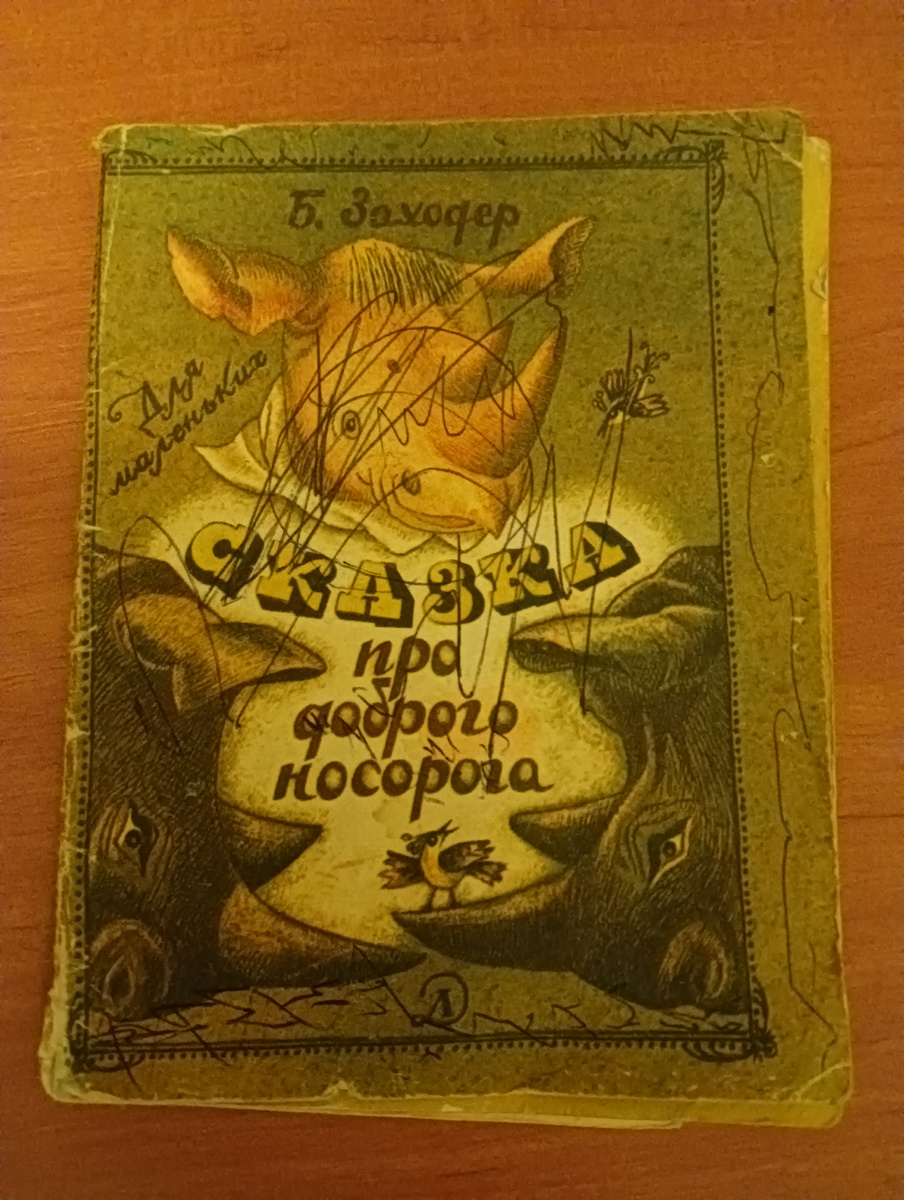 Б. Заходер
Для
маленьких
СКАЗКА
про
доброго
носорога
Л